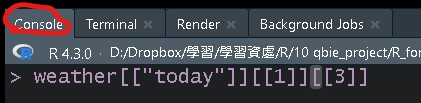 Console Terminal Render Background Jobs
R 4.3.0 · D:/Dropbox/學習/學習資處/R/10 qbie_project/R_for
> weather[["today"]][[1]][[3]]